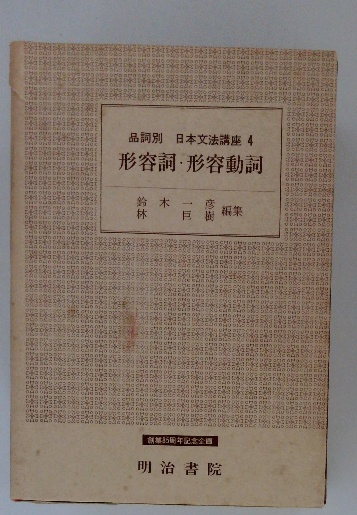 品詞別 日本文法講座 4
形容詞・形容動詞
鈴木一彦
林巨樹 編集
創業85周年記念企画
明治書院